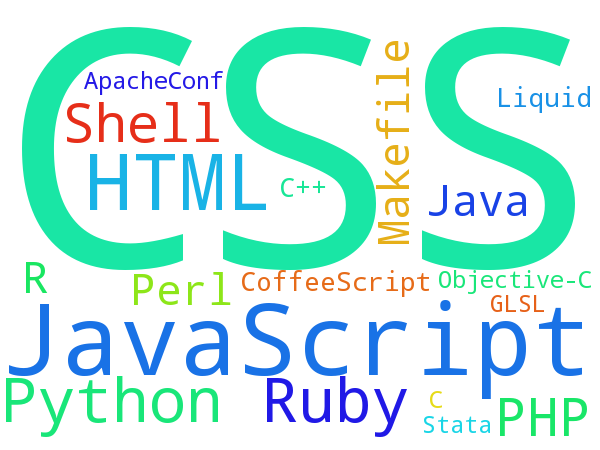 CSS
ApacheConf
Makefile
Liquid
Shell
HTML
C++
Java
R
Perl
CoffeeScript
Objective-C
GLSL
JavaScript
Python
Ruby
C
Stata
PHP